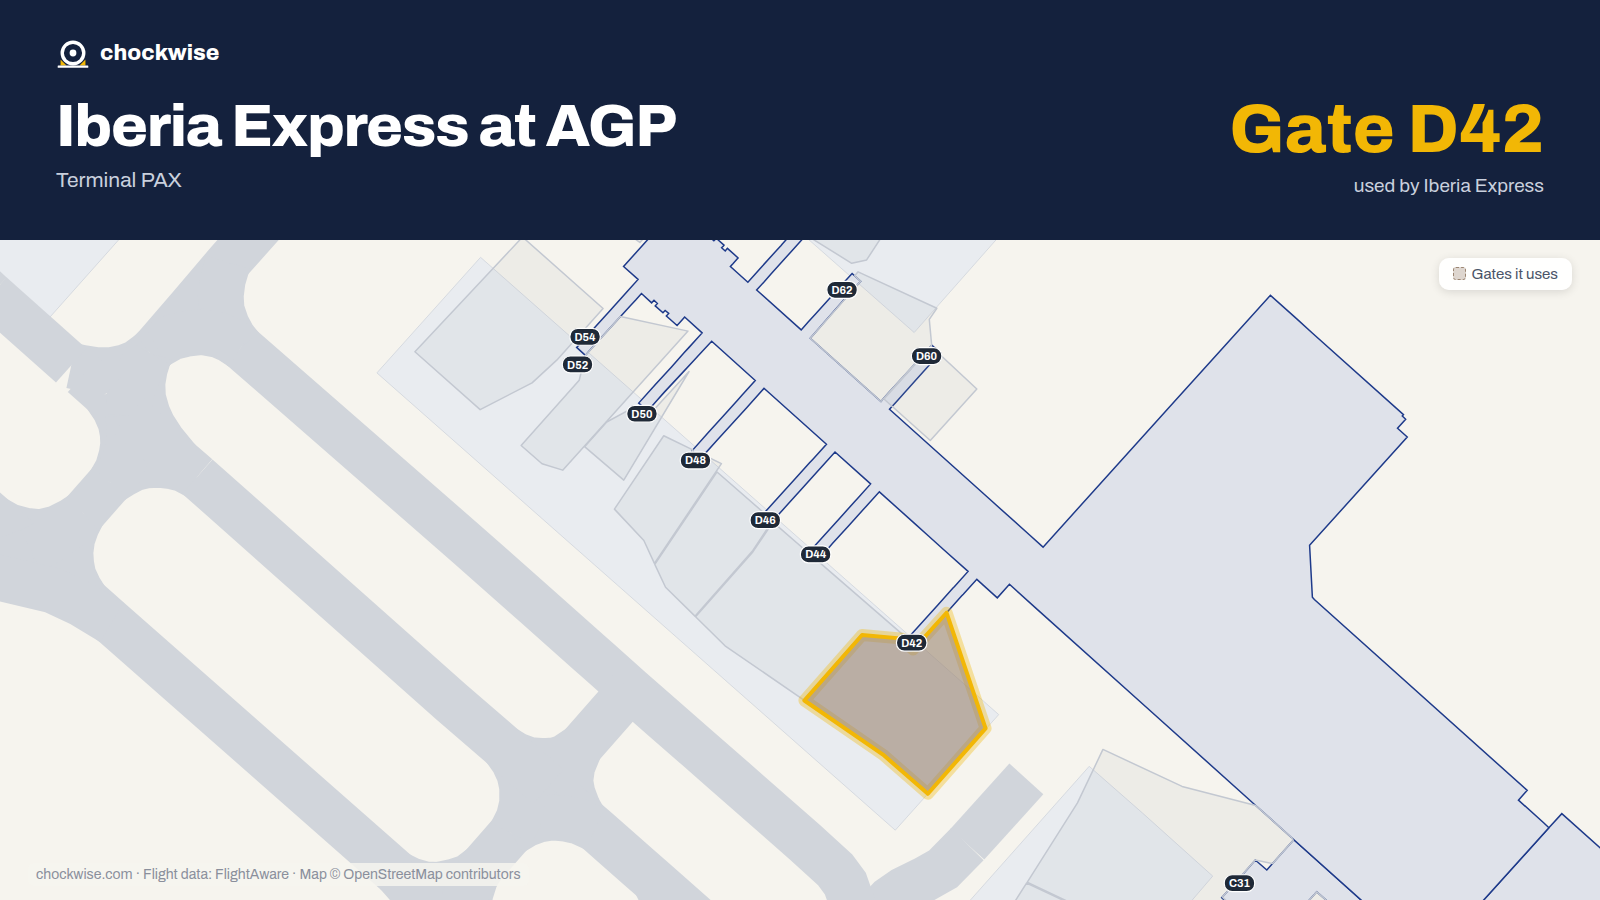 chockwise
Iberia Express at AGP
Terminal PAX
Gate D42
used by Iberia Express
Gates it uses
D62
D54
D60
D52
D50
D48
D46
D44
D42
C31
chockwise.com · Flight data: FlightAware · Map © OpenStreetMap contributors